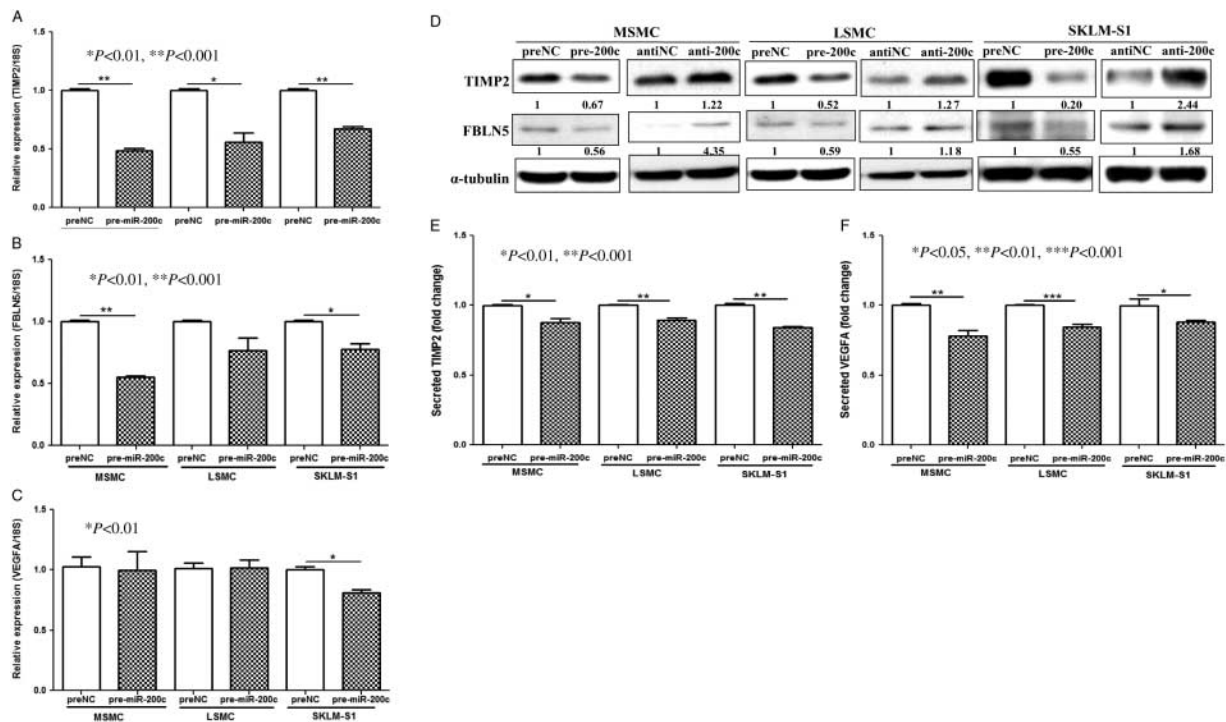 A
Relative expression (TIMP2/18S)
1.5
1.0
0.5
0.0
*P<0.01, **P<0.001
** * **
preNC pre-miR-200c preNC pre-miR-200c preNC pre-miR-200c
B
Relative expression (FBLN5/18S)
1.5
1.0
0.5
0.0
*P<0.01, **P<0.001
** *
preNC pre-miR-200c preNC pre-miR-200c preNC pre-miR-200c
MSMC LSMC SKLM-S1
C
Relative expression (VEGFA/18S)
1.5
1.0
0.5
0.0
*P<0.01
*
preNC pre-miR-200c preNC pre-miR-200c preNC pre-miR-200c
MSMC LSMC SKLM-S1
D
MSMC LSMC SKLM-S1
preNC pre-200c antiNC anti-200c preNC pre-200c antiNC anti-200c preNC pre-200c antiNC anti-200c
TIMP2
1 0.67 1 1.22 1 0.52 1 1.27 1 0.20 1 2.44
FBLN5
1 0.56 1 4.35 1 0.59 1 1.18 1 0.55 1 1.68
α-tubulin
E
Secreted TIMP2 (fold change)
1.5
1.0
0.5
0.0
*P<0.01, **P<0.001
* ** **
preNC pre-miR-200c preNC pre-miR-200c preNC pre-miR-200c
MSMC LSMC SKLM-S1
F
Secreted VEGFA (fold change)
1.5
1.0
0.5
0.0
*P<0.05, **P<0.01, ***P<0.001
** *** *
preNC pre-miR-200c preNC pre-miR-200c preNC pre-miR-200c
MSMC LSMC SKLM-S1